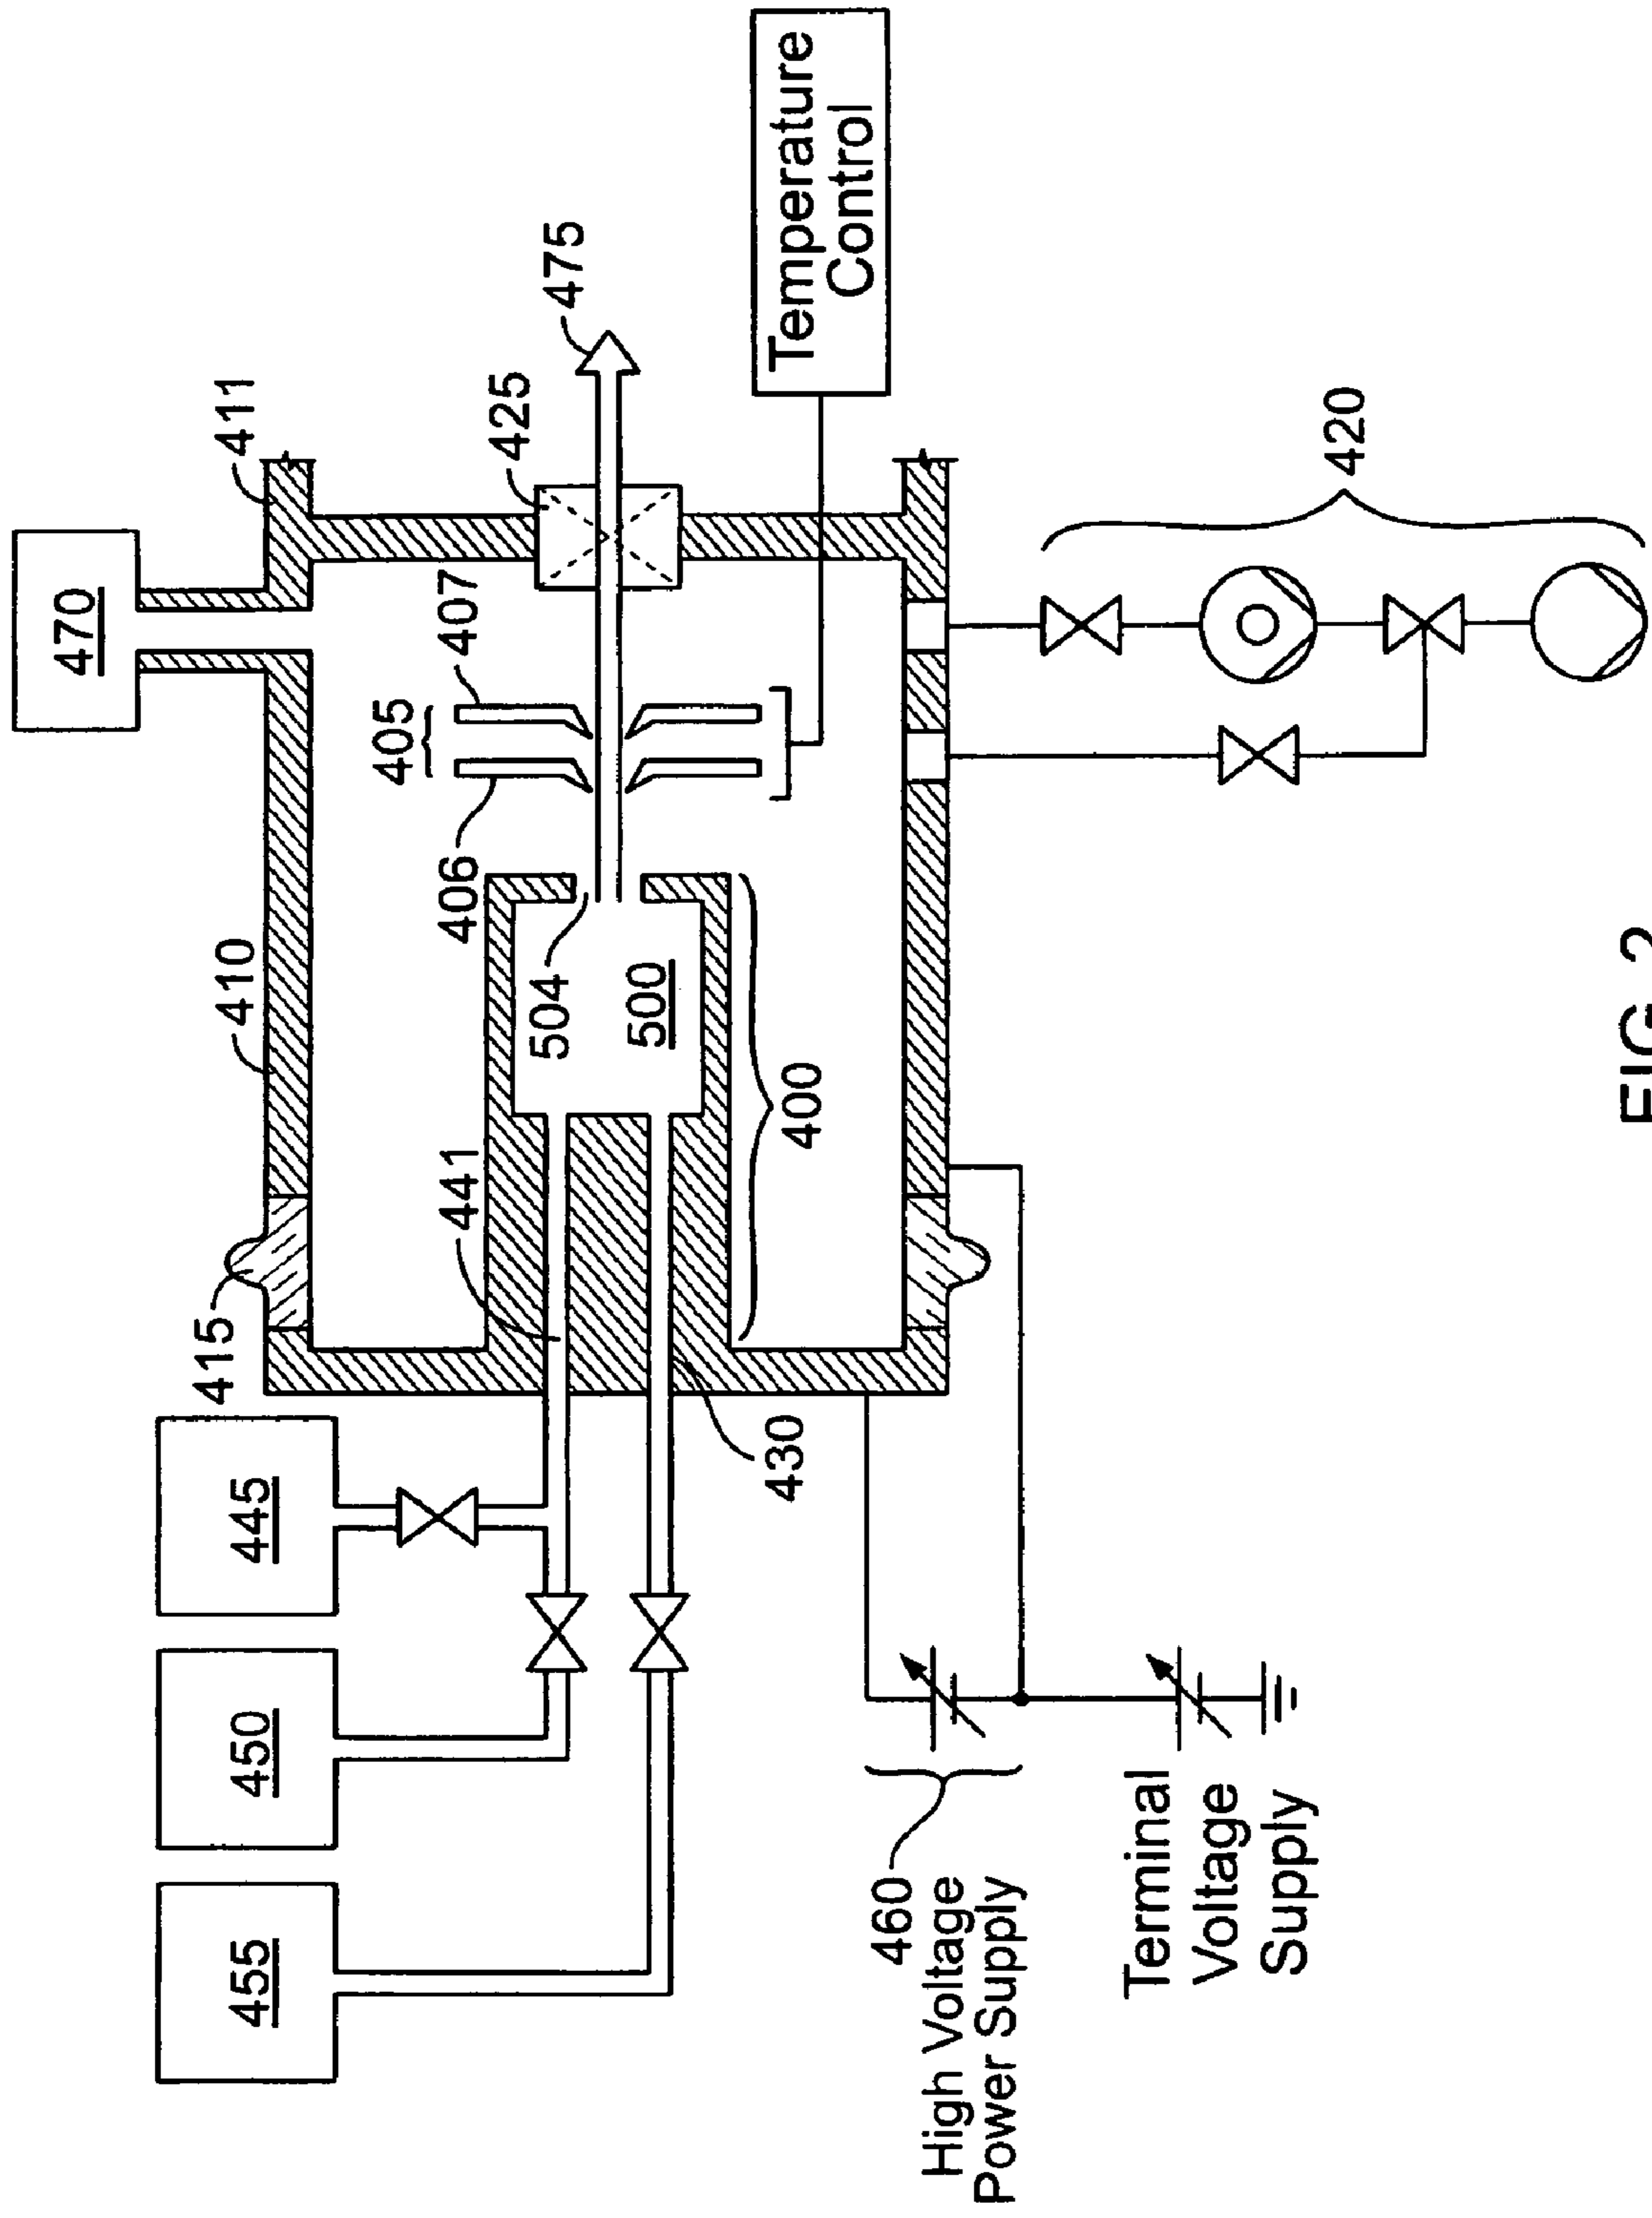 470
411
475
425
407
405
406
410
504
500
441
415
400
430
445
450
455
Temperature
Control
420
460
High Voltage
Power Supply
Terminal
Voltage
Supply
FIG. 2